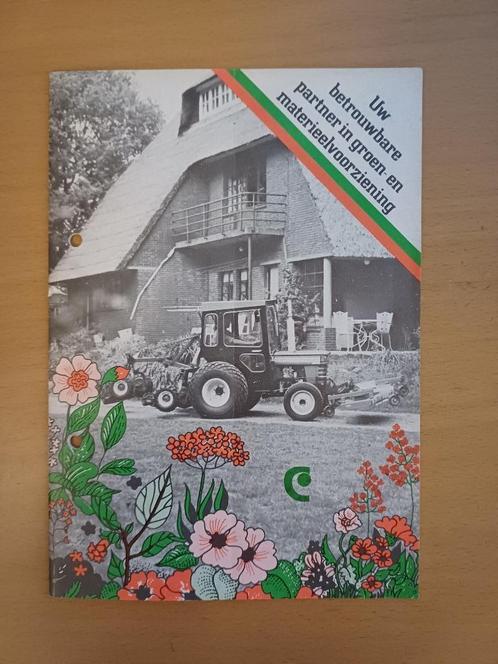 Uw
betrouwbare
partner in groen- en
materieelvoorziening